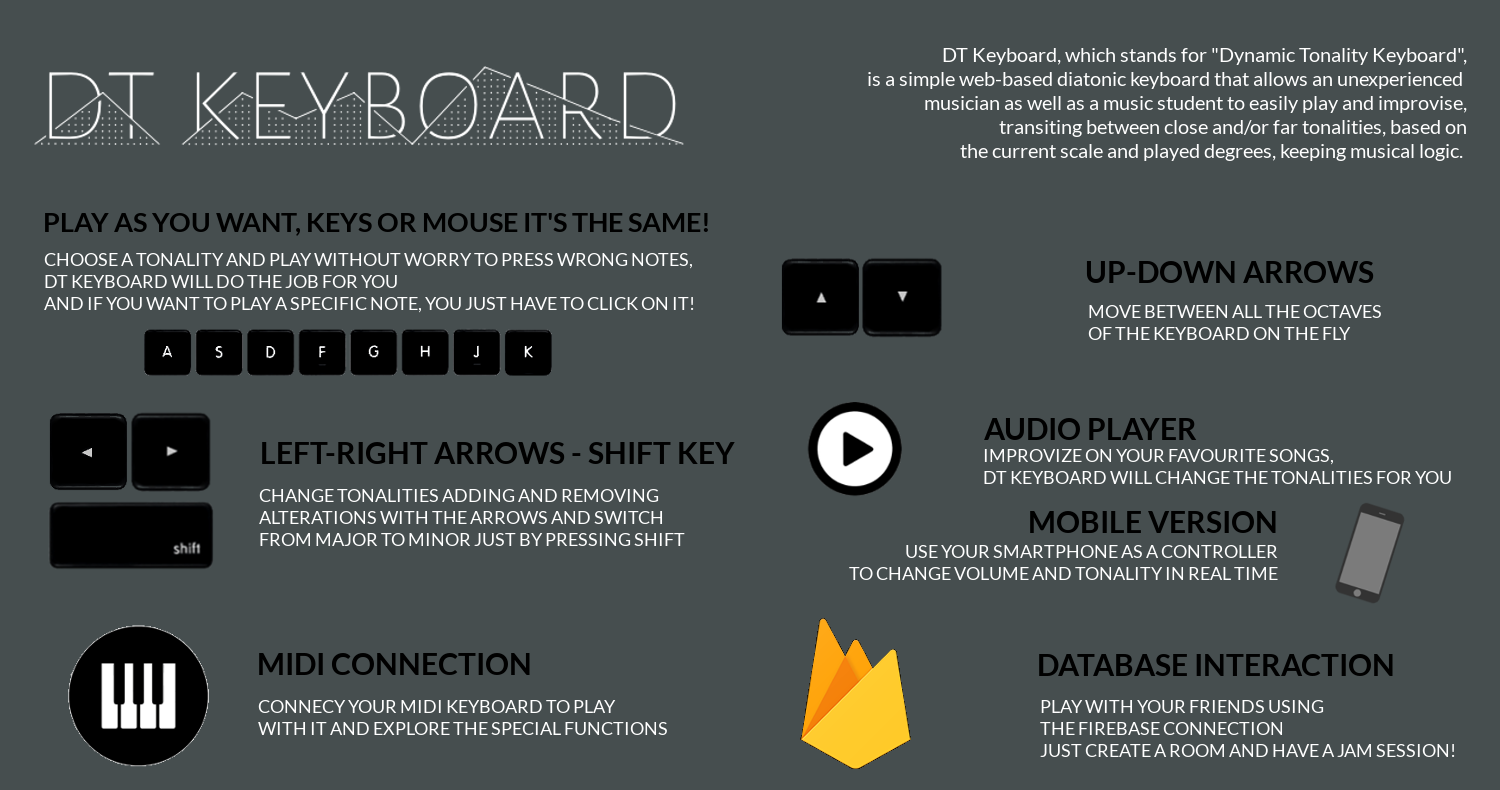 DT KEYBOARD
DT Keyboard, which stands for "Dynamic Tonality Keyboard",
is a simple web-based diatonic keyboard that allows an unexperienced
musician as well as a music student to easily play and improvise,
transiting between close and/or far tonalities, based on
the current scale and played degrees, keeping musical logic.
PLAY AS YOU WANT, KEYS OR MOUSE IT'S THE SAME!
CHOOSE A TONALITY AND PLAY WITHOUT WORRY TO PRESS WRONG NOTES,
DT KEYBOARD WILL DO THE JOB FOR YOU
AND IF YOU WANT TO PLAY A SPECIFIC NOTE, YOU JUST HAVE TO CLICK ON IT!
A S D F G H J K
UP-DOWN ARROWS
MOVE BETWEEN ALL THE OCTAVES
OF THE KEYBOARD ON THE FLY
LEFT-RIGHT ARROWS - SHIFT KEY
CHANGE TONALITIES ADDING AND REMOVING
ALTERATIONS WITH THE ARROWS AND SWITCH
FROM MAJOR TO MINOR JUST BY PRESSING SHIFT
shift
AUDIO PLAYER
IMPROVIZE ON YOUR FAVOURITE SONGS,
DT KEYBOARD WILL CHANGE THE TONALITIES FOR YOU
MOBILE VERSION
USE YOUR SMARTPHONE AS A CONTROLLER
TO CHANGE VOLUME AND TONALITY IN REAL TIME
MIDI CONNECTION
CONNECY YOUR MIDI KEYBOARD TO PLAY
WITH IT AND EXPLORE THE SPECIAL FUNCTIONS
DATABASE INTERACTION
PLAY WITH YOUR FRIENDS USING
THE FIREBASE CONNECTION
JUST CREATE A ROOM AND HAVE A JAM SESSION!